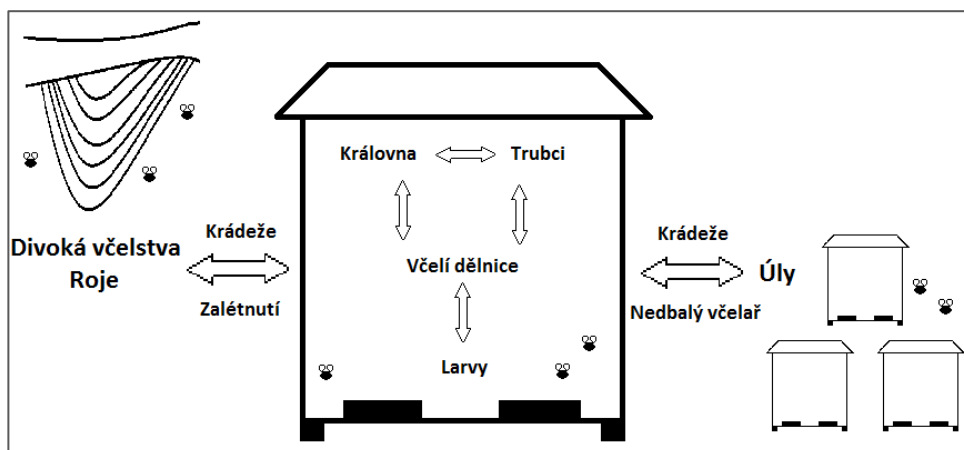 Královna
Trubci
Včelí dělnice
Larvy
Divoká včelstva
Roje
Krádeže
Zalétnutí
Krádeže
Nedbalý včelař
Úly